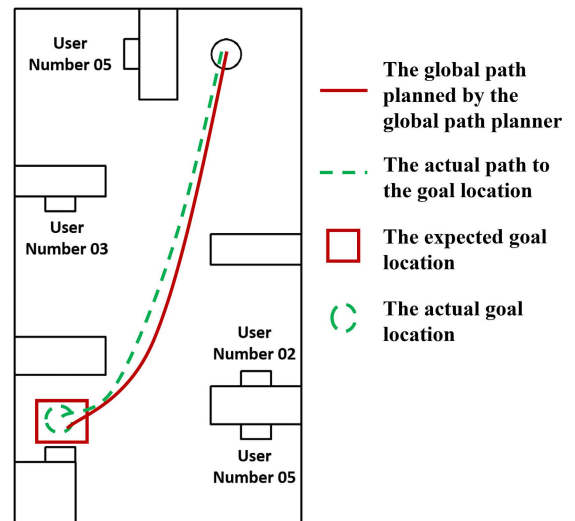 User
Number 05
User
Number 03
User
Number 02
User
Number 05
The global path
planned by the
global path planner
The actual path to
the goal location
The expected goal
location
The actual goal
location